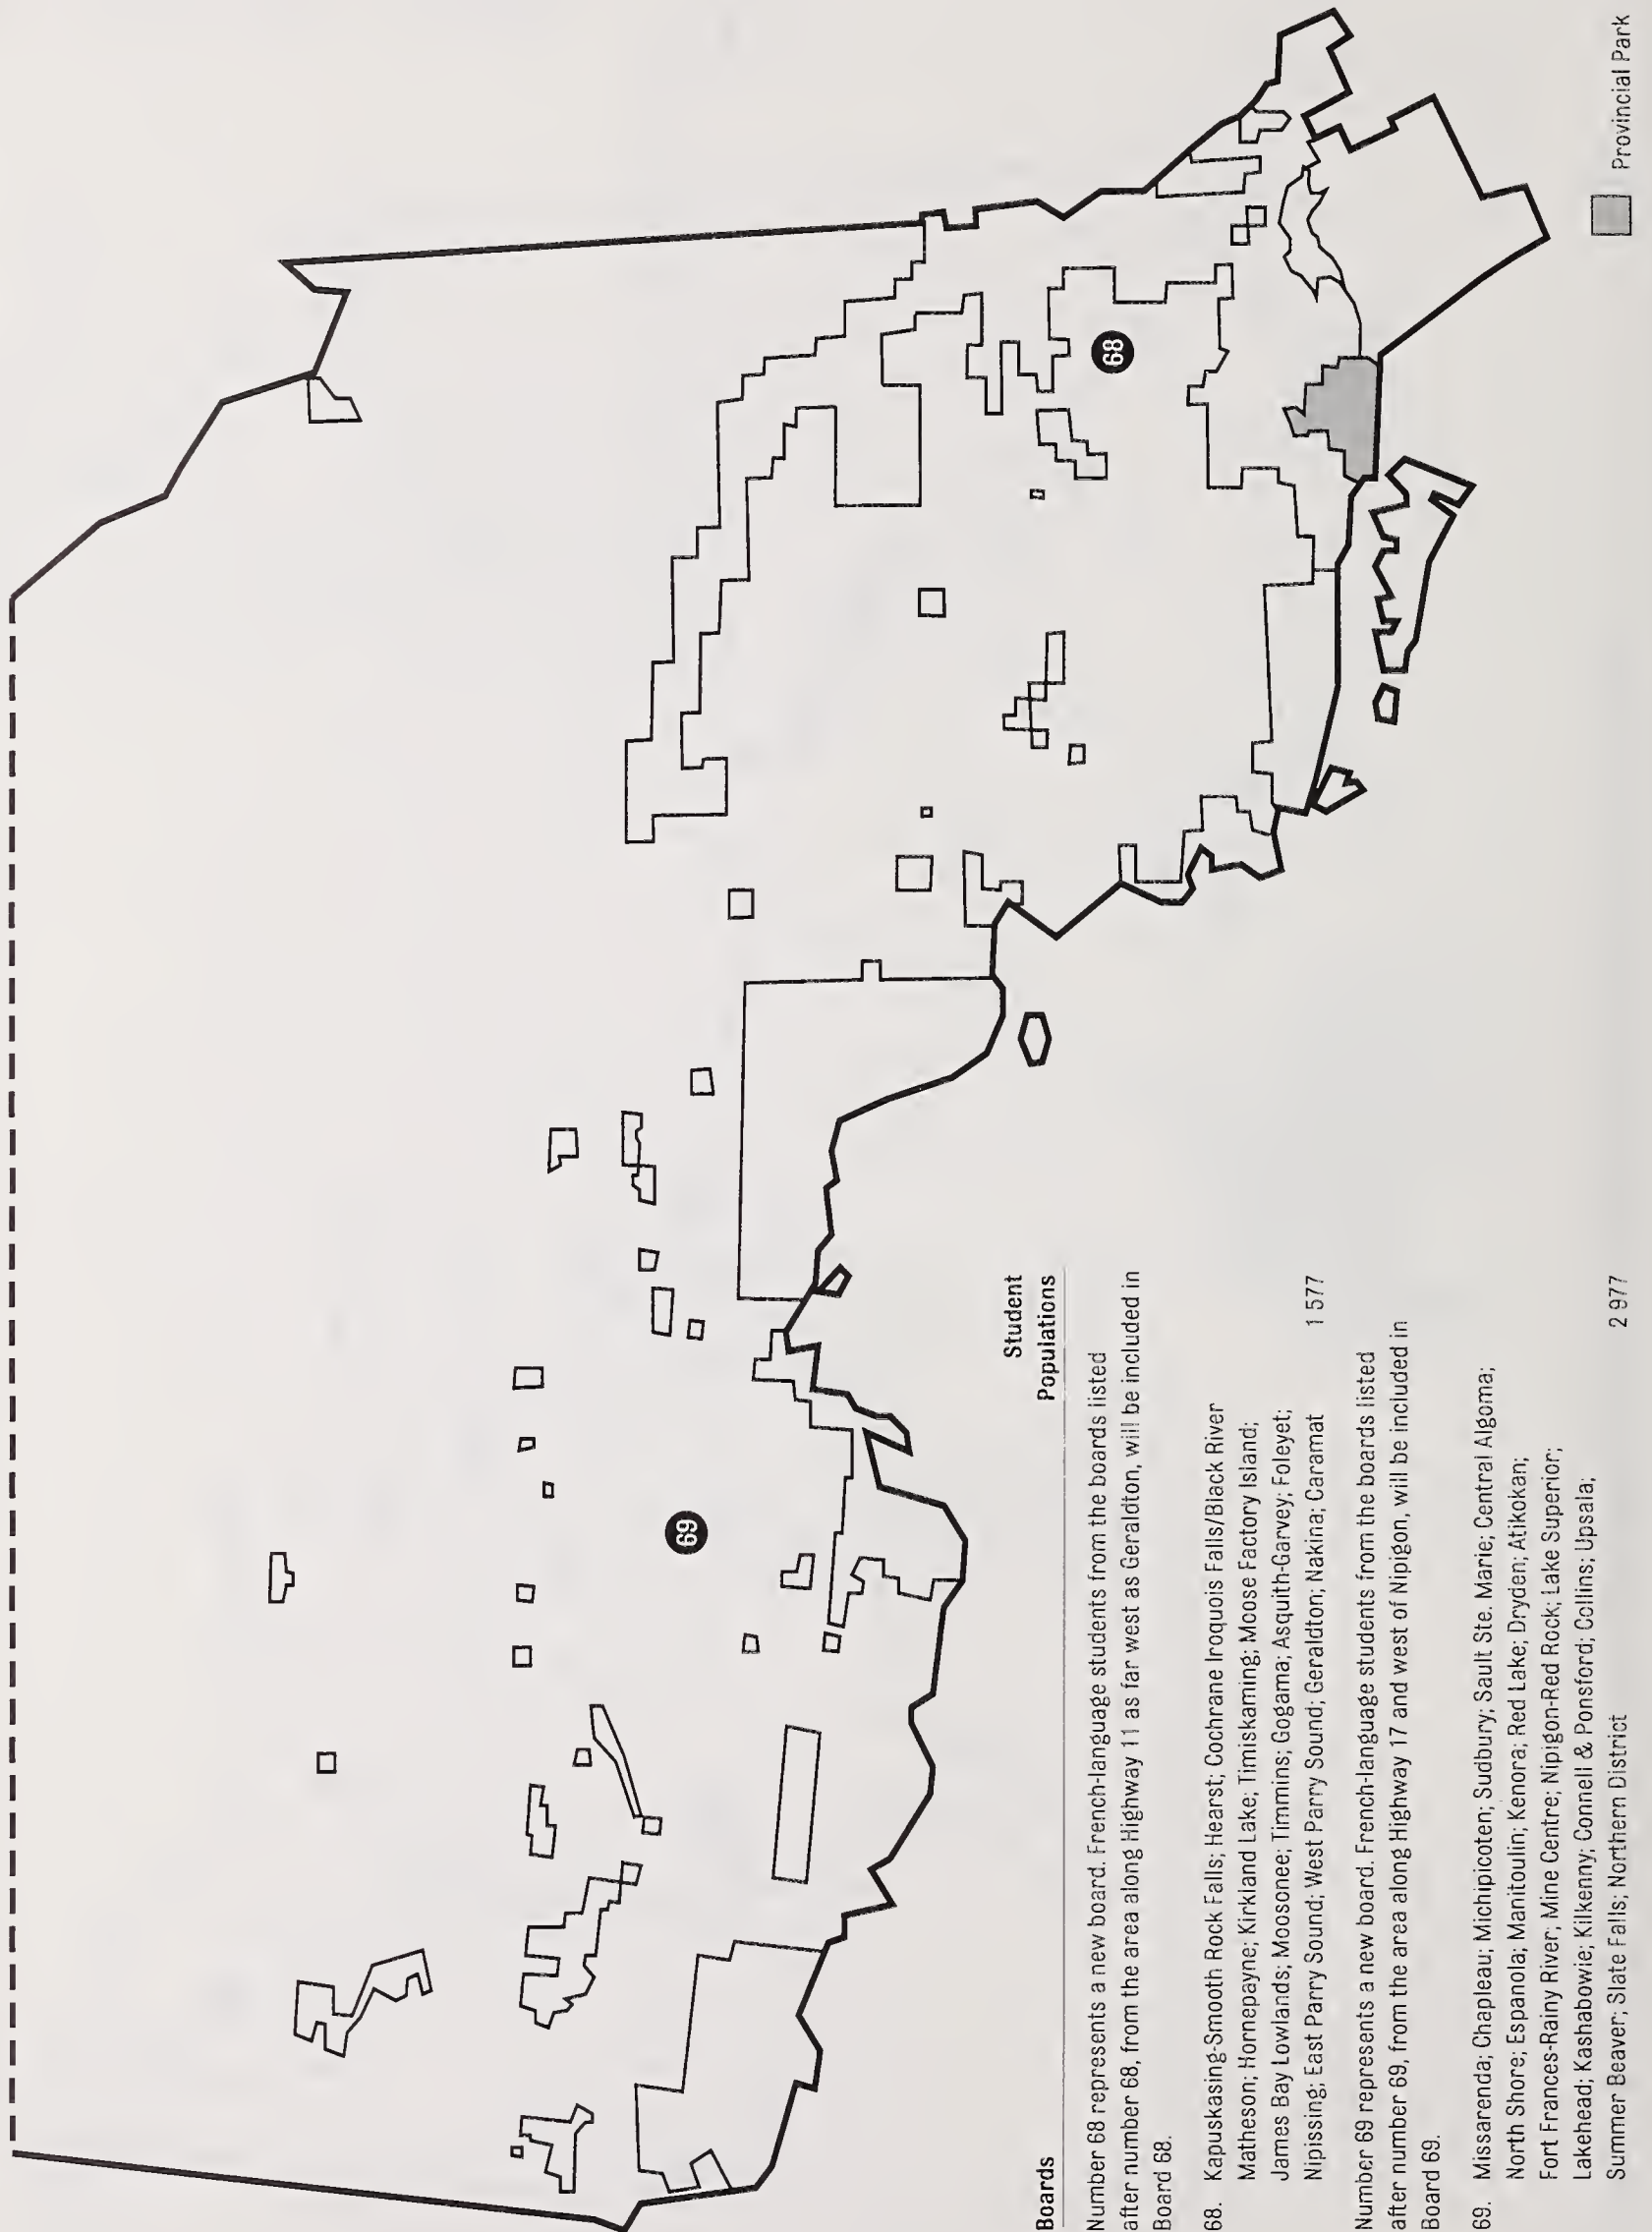 69
68
Provincial Park
Boards
Student
Populations
Number 68 represents a new board. French-language students from the boards listed
after number 68, from the area along Highway 11 as far west as Geraldton, will be included in
Board 68.
68. Kapuskasing-Smooth Rock Falls; Hearst; Cochrane Iroquois Falls/Black River
Matheson; Hornepayne; Kirkland Lake; Timiskaming; Moose Factory Island;
James Bay Lowlands; Moosonee; Timmins; Gogama; Asquith-Garvey; Foleyet;
Nipissing; East Parry Sound; West Parry Sound; Geraldton; Nakina; Caramat 1 577
Number 69 represents a new board. French-language students from the boards listed
after number 69, from the area along Highway 17 and west of Nipigon, will be included in
Board 69.
69. Missarenda; Chapleau; Michipicoten; Sudbury; Sault Ste. Marie; Central Algoma;
North Shore; Espanola; Manitoulin; Kenora; Red Lake; Dryden; Atikokan;
Fort Frances-Rainy River; Mine Centre; Nipigon-Red Rock; Lake Superior;
Lakehead; Kashabowie; Kilkenny; Connell & Ponsford; Collins; Upsala;
Summer Beaver; Slate Falls; Northern District 2 977